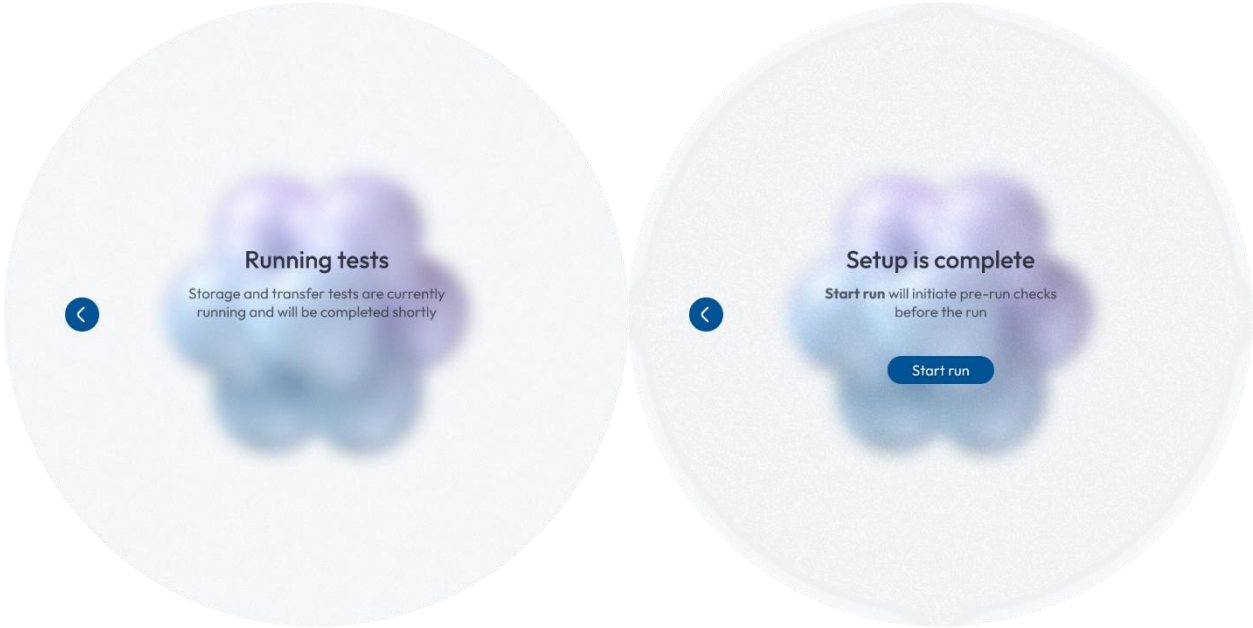 Running tests
Storage and transfer tests are currently
running and will be completed shortly
Setup is complete
Start run will initiate pre-run checks
before the run
Start run